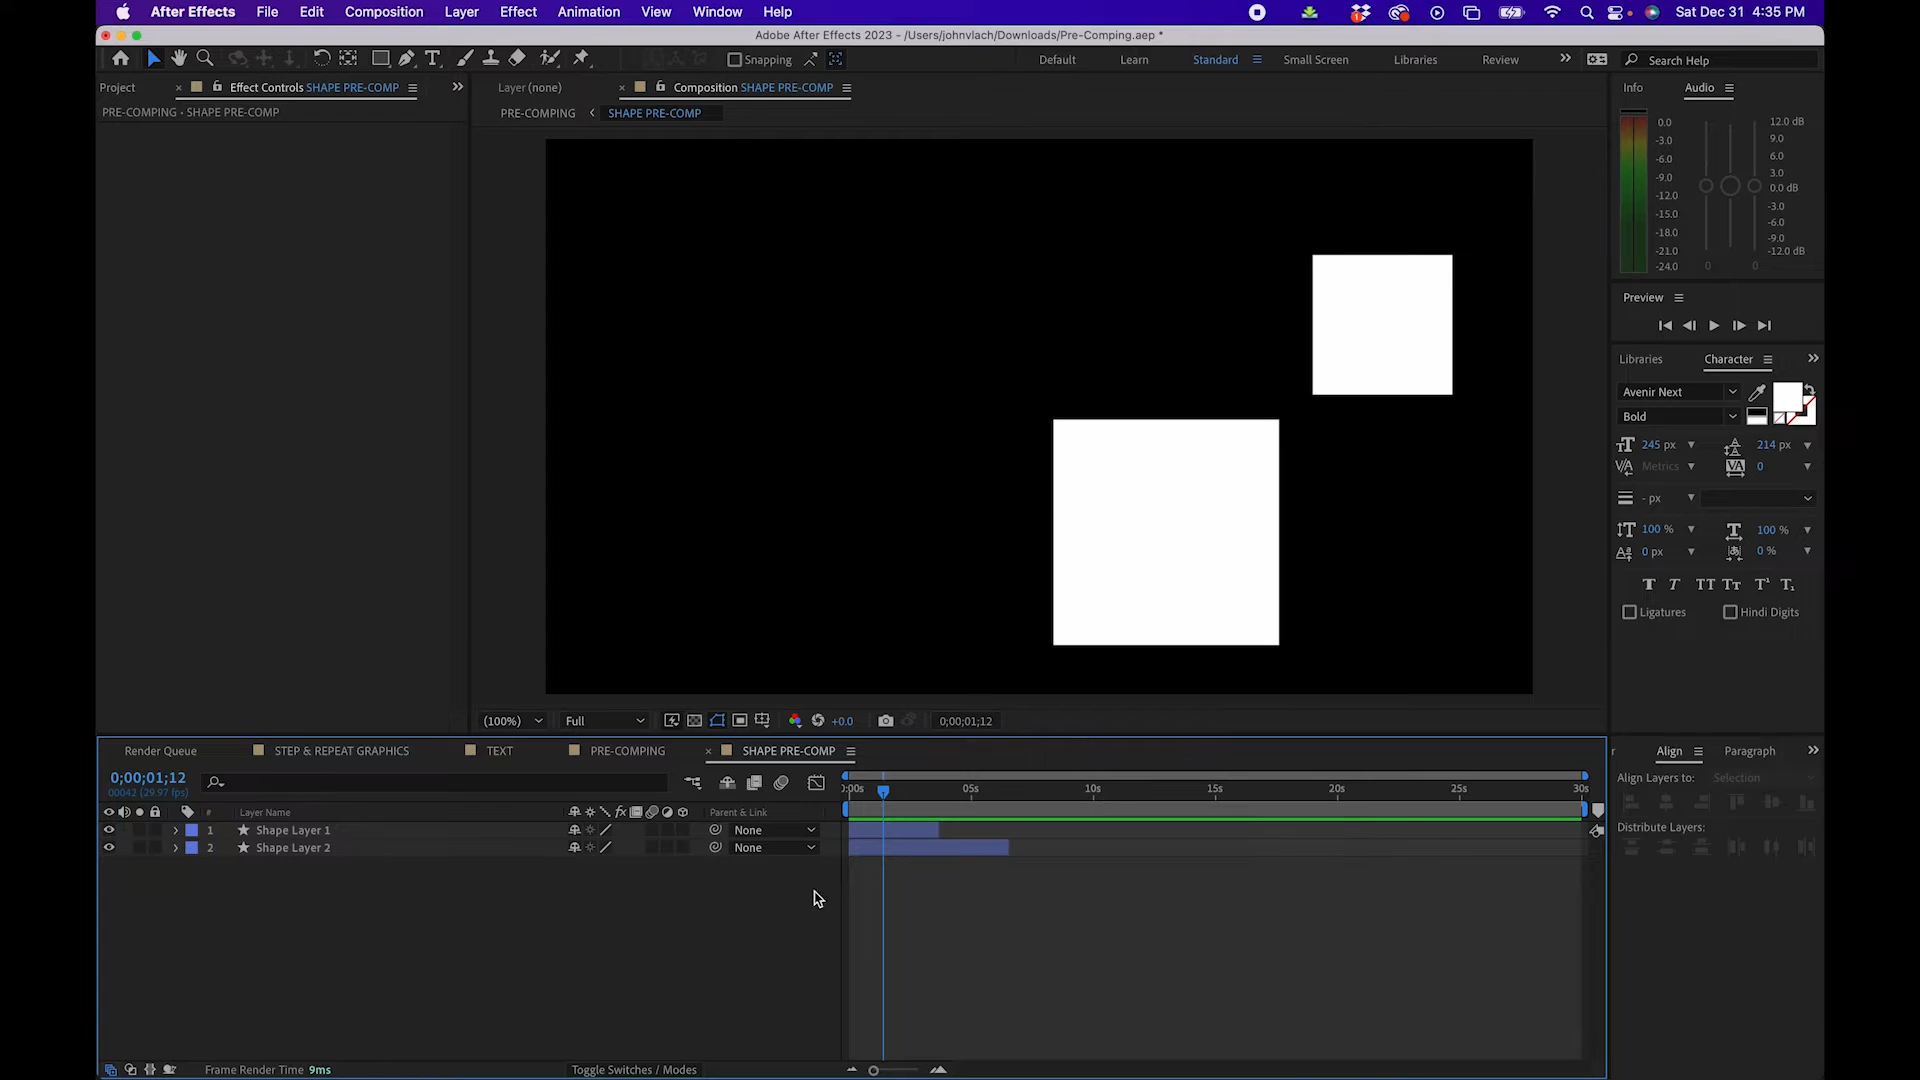 After Effects File Edit Composition Layer Effect Animation View Window Help Sat Dec 31 4:35 PM
Adobe After Effects 2023 - /Users/johnvlach/Downloads/Pre-Comping.aep *
Snapping Default Learn Standard Small Screen Libraries Review Search Help
Project Effect Controls SHAPE PRE-COMP Layer (none) Composition SHAPE PRE-COMP Info Audio
PRE-COMPING • SHAPE PRE-COMP PRE-COMPING SHAPE PRE-COMP
0.0 12.0 dB
-3.0 9.0
-6.0 6.0
-9.0 3.0
-12.0 0.0 dB
-15.0 -3.0
-18.0 -6.0
-21.0 -9.0
-24.0 -12.0 dB
0 0
Preview
Libraries Character
Avenir Next
Bold
245 px 214 px
Metrics 0
- px
100 % 100 %
0 px 0 %
Ligatures Hindi Digits
(100%) Full +0.0 0;00;01;12
Render Queue STEP & REPEAT GRAPHICS TEXT PRE-COMPING SHAPE PRE-COMP Align Paragraph
0;00;01;12
00042 (29.97 fps)
Align Layers to: Selection
0:00s 05s 10s 15s 20s 25s 30s
# Layer Name Parent & Link
1 Shape Layer 1 None
2 Shape Layer 2 None
Distribute Layers:
Frame Render Time 9ms Toggle Switches / Modes